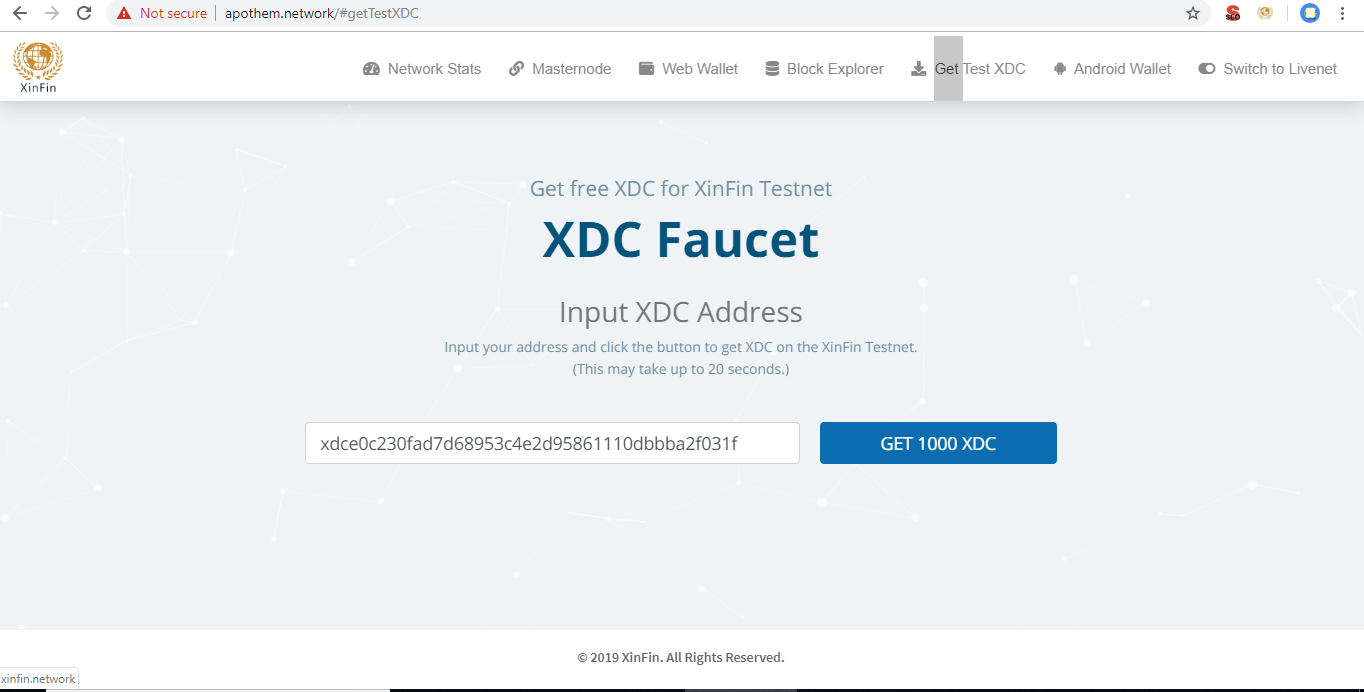 Not secure apothem.network/#getTestXDC
XinFin
Network Stats Masternode Web Wallet Block Explorer Get Test XDC Android Wallet Switch to Livenet
Get free XDC for XinFin Testnet
XDC Faucet
Input XDC Address
Input your address and click the button to get XDC on the XinFin Testnet.
(This may take up to 20 seconds.)
xdce0c230fad7d68953c4e2d95861110dbbba2f031f GET 1000 XDC
© 2019 XinFin. All Rights Reserved.
xinfin.network